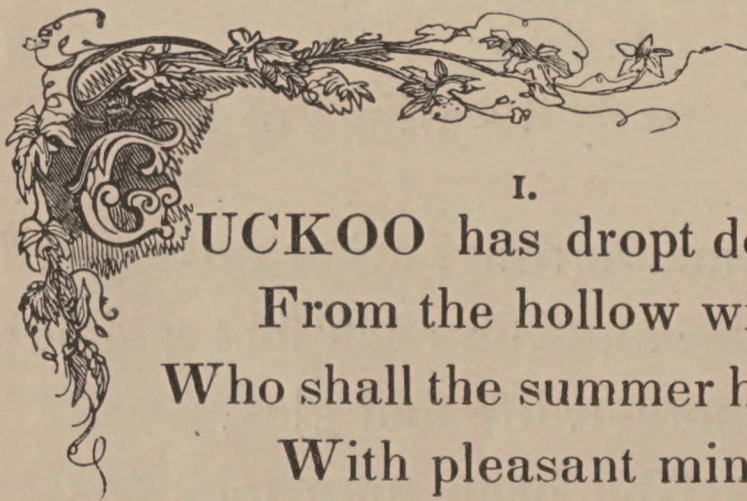 I.
CUCKOO has dropt
From the hollow
Who shall the summer
With pleasant